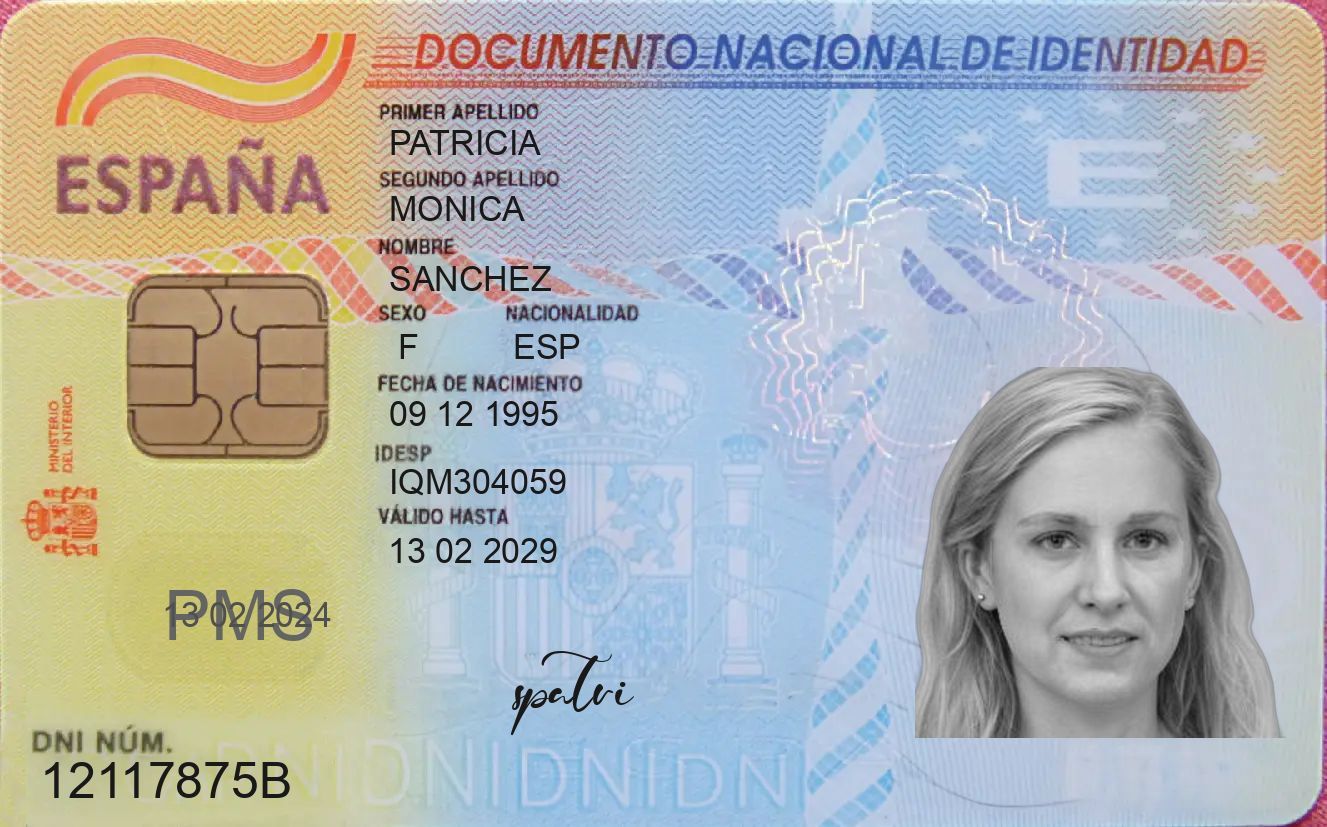 DOCUMENTO NACIONAL DE IDENTIDAD
ESPAÑA
PRIMER APELLIDO
PATRICIA
SEGUNDO APELLIDO
MONICA
NOMBRE
SANCHEZ
SEXO NACIONALIDAD
F ESP
FECHA DE NACIMIENTO
09 12 1995
IDESP
IQM304059
VÁLIDO HASTA
13 02 2029
MINISTERIO
DEL INTERIOR
PMS
13 02 2024
spatri
DNI NÚM.
12117875B
E
DNIDNIDNIDNI